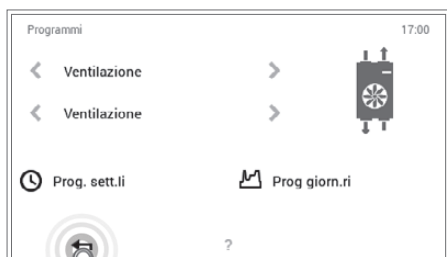 Programmi 17:00
Ventilazione
Ventilazione
Prog. sett.li Prog giorn.ri
?